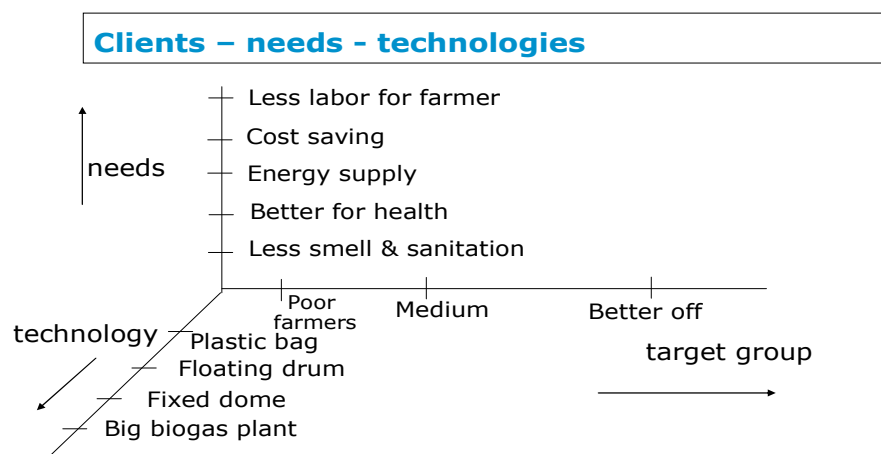 Clients – needs - technologies
Less labor for farmer
Cost saving
needs
Energy supply
Better for health
Less smell & sanitation
Poor
farmers
Medium
Better off
technology
Plastic bag
target group
Floating drum
Fixed dome
Big biogas plant